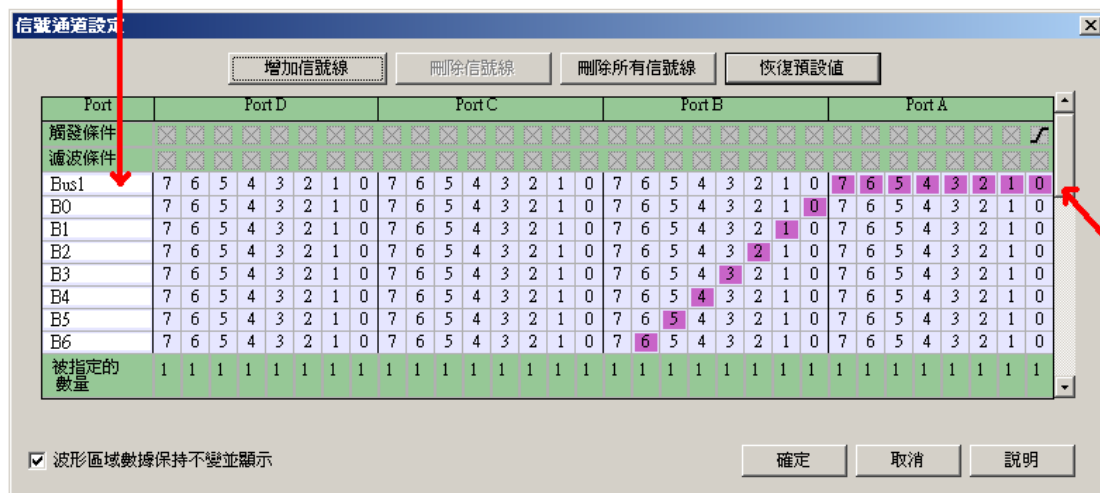 信號通道設定
增加信號線 刪除信號線 刪除所有信號線 恢復預設值
Port Port D Port C Port B Port A
觸發條件
濾波條件
Bus1 7 6 5 4 3 2 1 0 7 6 5 4 3 2 1 0 7 6 5 4 3 2 1 0 7 6 5 4 3 2 1 0
B0 7 6 5 4 3 2 1 0 7 6 5 4 3 2 1 0 7 6 5 4 3 2 1 0 7 6 5 4 3 2 1 0
B1 7 6 5 4 3 2 1 0 7 6 5 4 3 2 1 0 7 6 5 4 3 2 1 0 7 6 5 4 3 2 1 0
B2 7 6 5 4 3 2 1 0 7 6 5 4 3 2 1 0 7 6 5 4 3 2 1 0 7 6 5 4 3 2 1 0
B3 7 6 5 4 3 2 1 0 7 6 5 4 3 2 1 0 7 6 5 4 3 2 1 0 7 6 5 4 3 2 1 0
B4 7 6 5 4 3 2 1 0 7 6 5 4 3 2 1 0 7 6 5 4 3 2 1 0 7 6 5 4 3 2 1 0
B5 7 6 5 4 3 2 1 0 7 6 5 4 3 2 1 0 7 6 5 4 3 2 1 0 7 6 5 4 3 2 1 0
B6 7 6 5 4 3 2 1 0 7 6 5 4 3 2 1 0 7 6 5 4 3 2 1 0 7 6 5 4 3 2 1 0
被指定的
數量 1 1 1 1 1 1 1 1 1 1 1 1 1 1 1 1 1 1 1 1 1 1 1 1 1 1 1 1 1 1 1 1
波形區域數據保持不變並顯示
確定 取消 說明